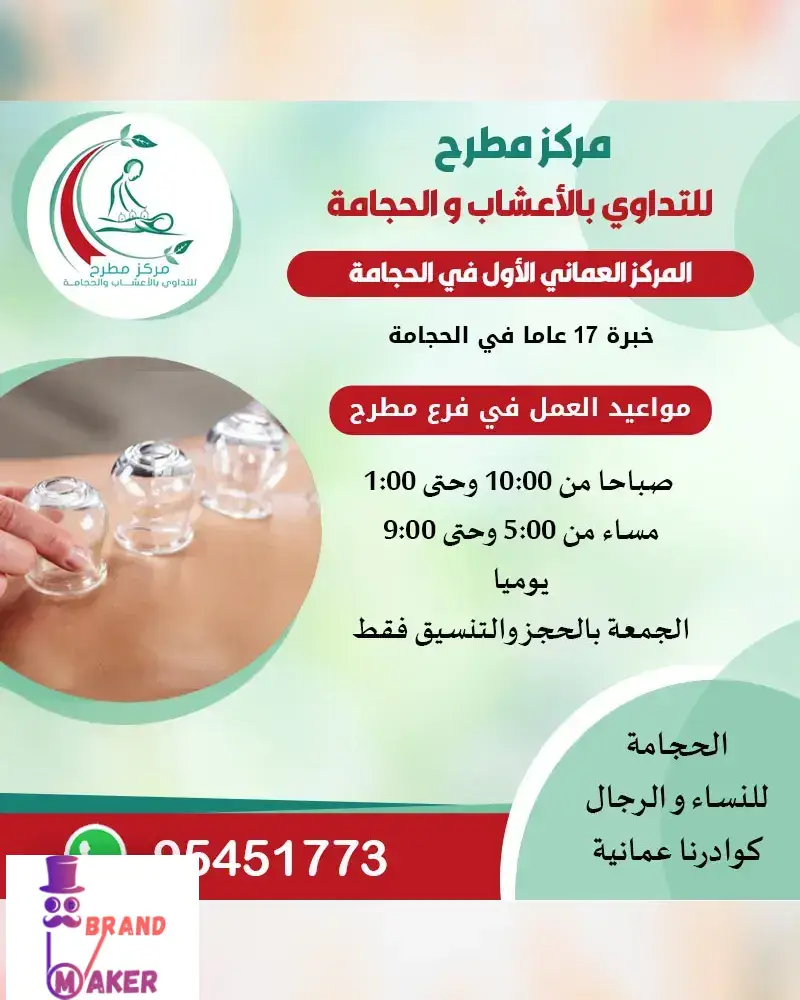 مركز مطرح
للتداوي بالأعشاب و الحجامة
مركز مطرح
للتداوي بالأعشاب والحجامة
المركز العماني الأول في الحجامة
خبرة 17 عاما في الحجامة
مواعيد العمل في فرع مطرح
صباحا من 10:00 وحتى 1:00
مساء من 5:00 وحتى 9:00
يوميا
الجمعة بالحجز والتنسيق فقط
الحجامة
للنساء و الرجال
كوادرنا عمانية
95451773
BRAND
MAKER